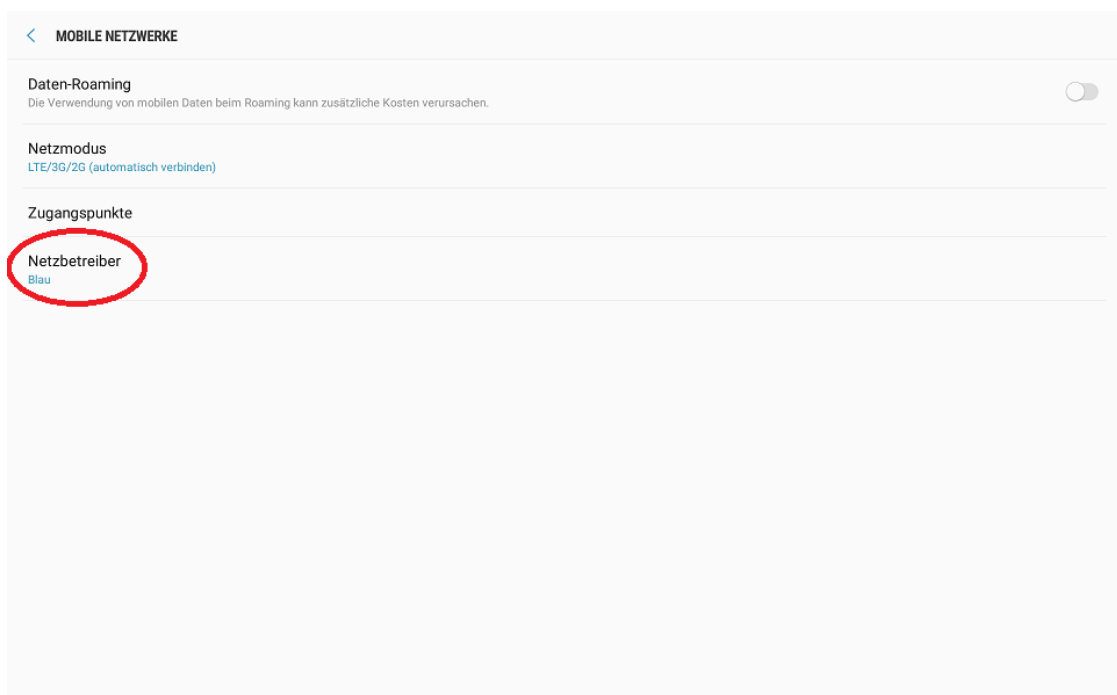 MOBILE NETZWERKE
Daten-Roaming
Die Verwendung von mobilen Daten beim Roaming kann zusätzliche Kosten verursachen.
Netzmodus
LTE/3G/2G (automatisch verbinden)
Zugangspunkte
Netzbetreiber
Blau